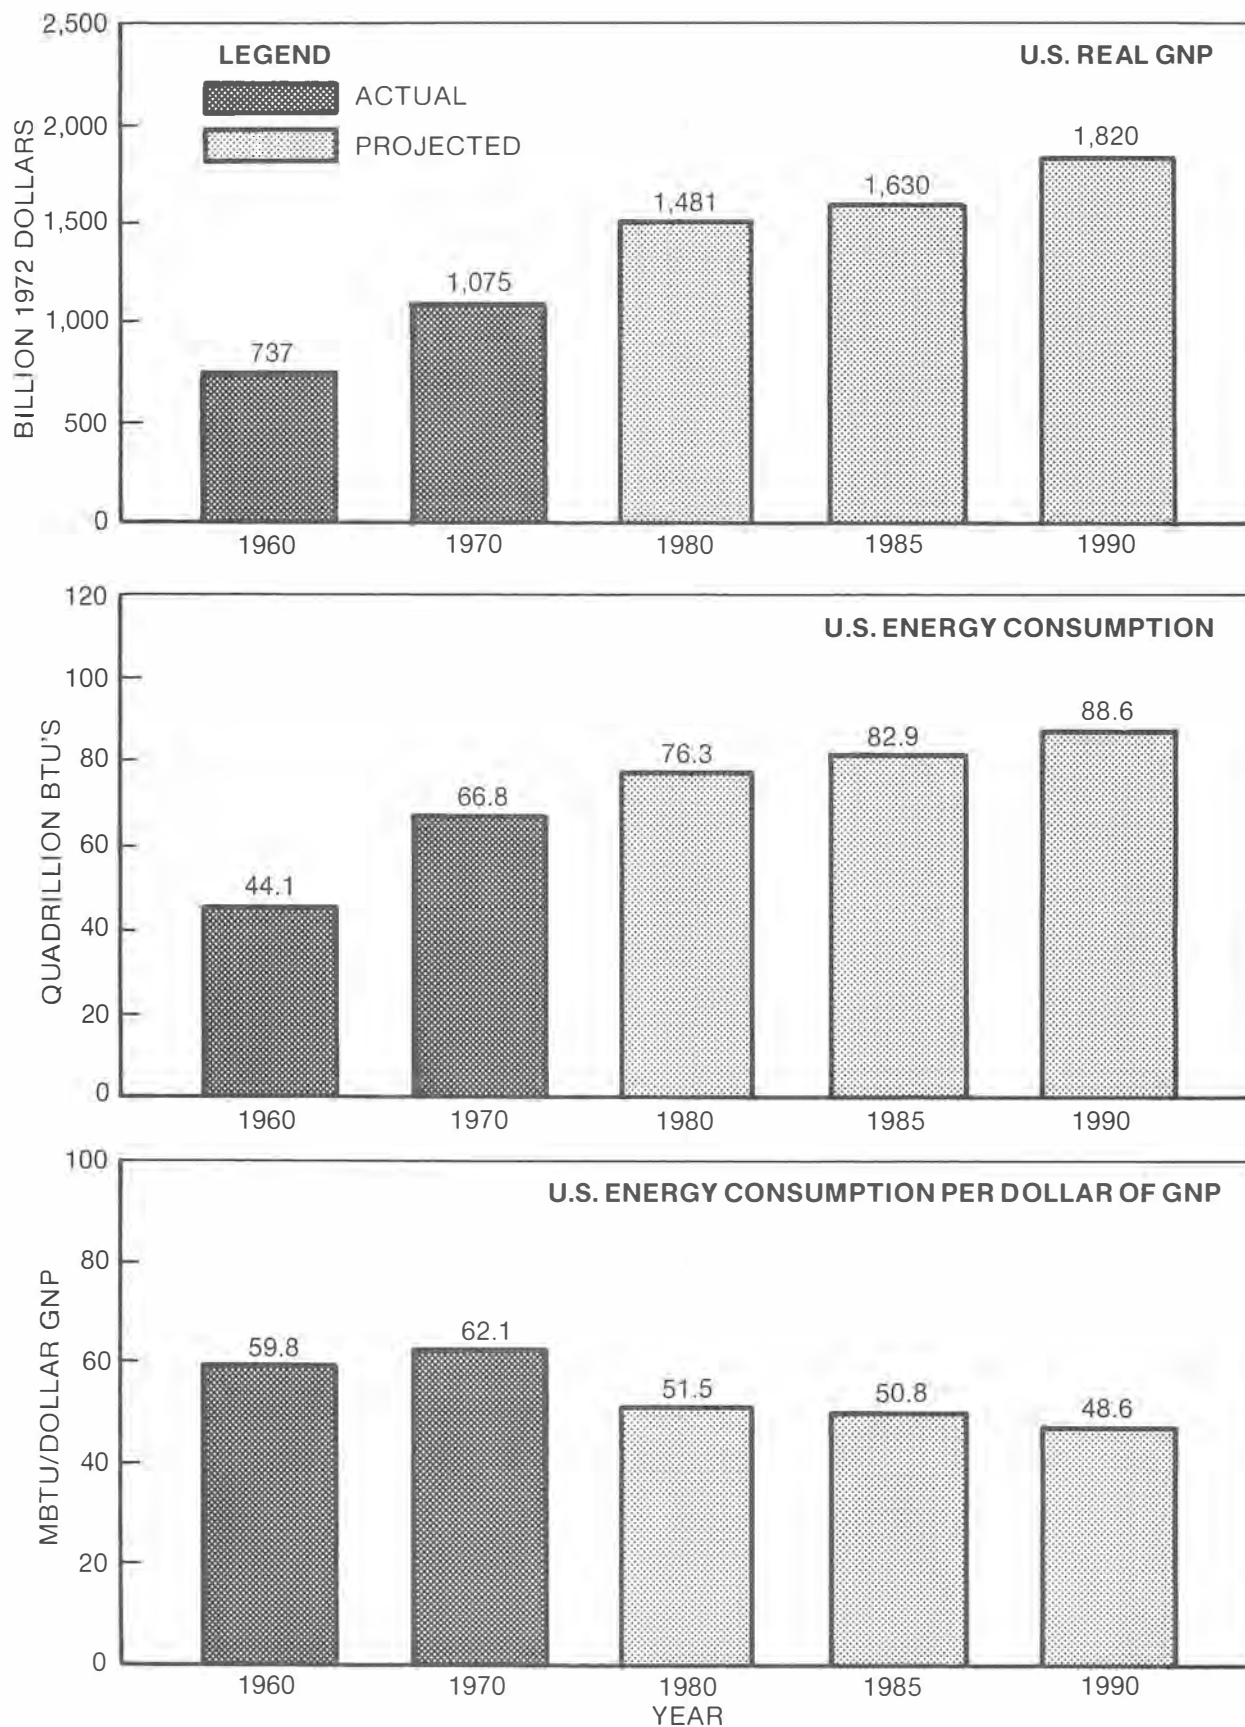 2,500
LEGEND
U.S. REAL GNP
ACTUAL
PROJECTED
2,000
1,500
1,000
500
0
BILLION 1972 DOLLARS
737
1,075
1,481
1,630
1,820
1960 1970 1980 1985 1990
120
U.S. ENERGY CONSUMPTION
100
80
60
40
20
0
QUADRILLION BTU'S
44.1
66.8
76.3
82.9
88.6
1960 1970 1980 1985 1990
100
U.S. ENERGY CONSUMPTION PER DOLLAR OF GNP
80
60
40
20
0
MBTU/DOLLAR GNP
59.8
62.1
51.5
50.8
48.6
1960 1970 1980 1985 1990
YEAR